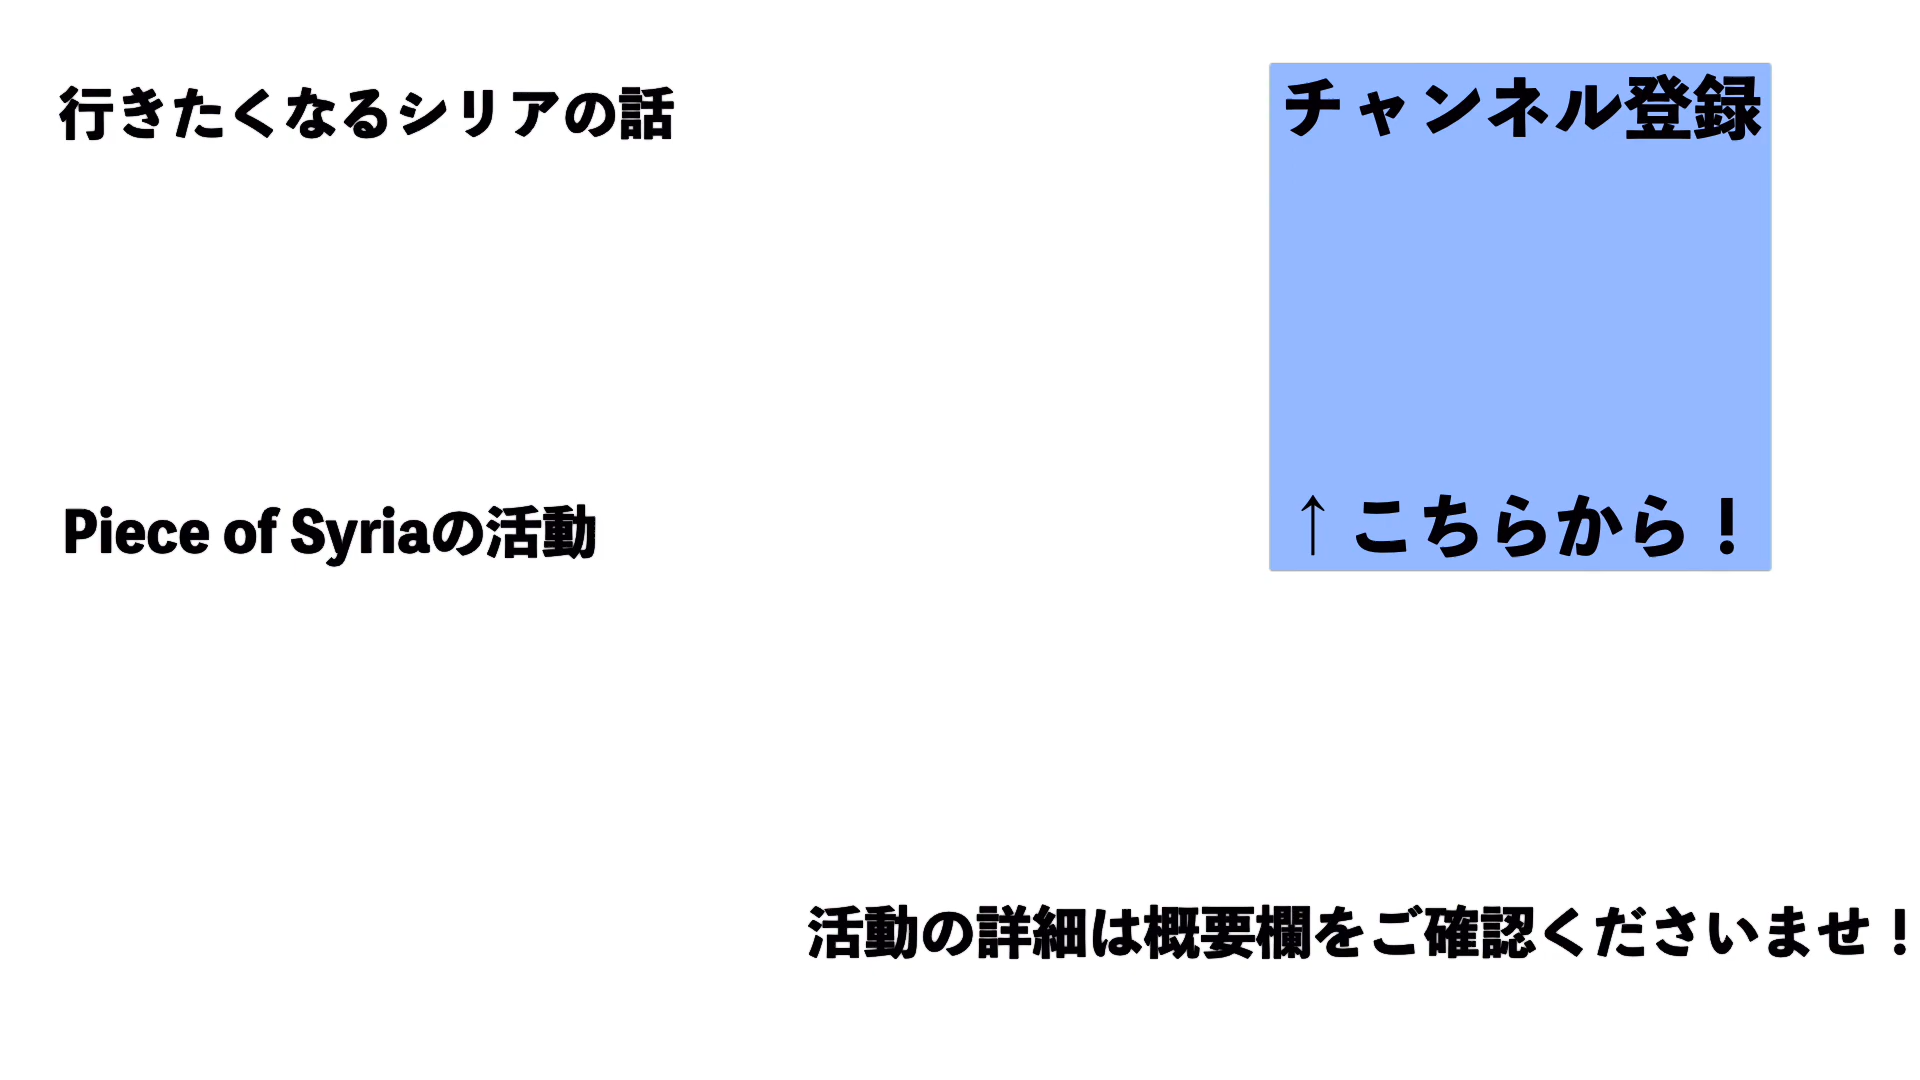 行きたくなるシリアの話
チャンネル登録
↑こちらから！
Piece of Syriaの活動
活動の詳細は概要欄をご確認くださいませ！